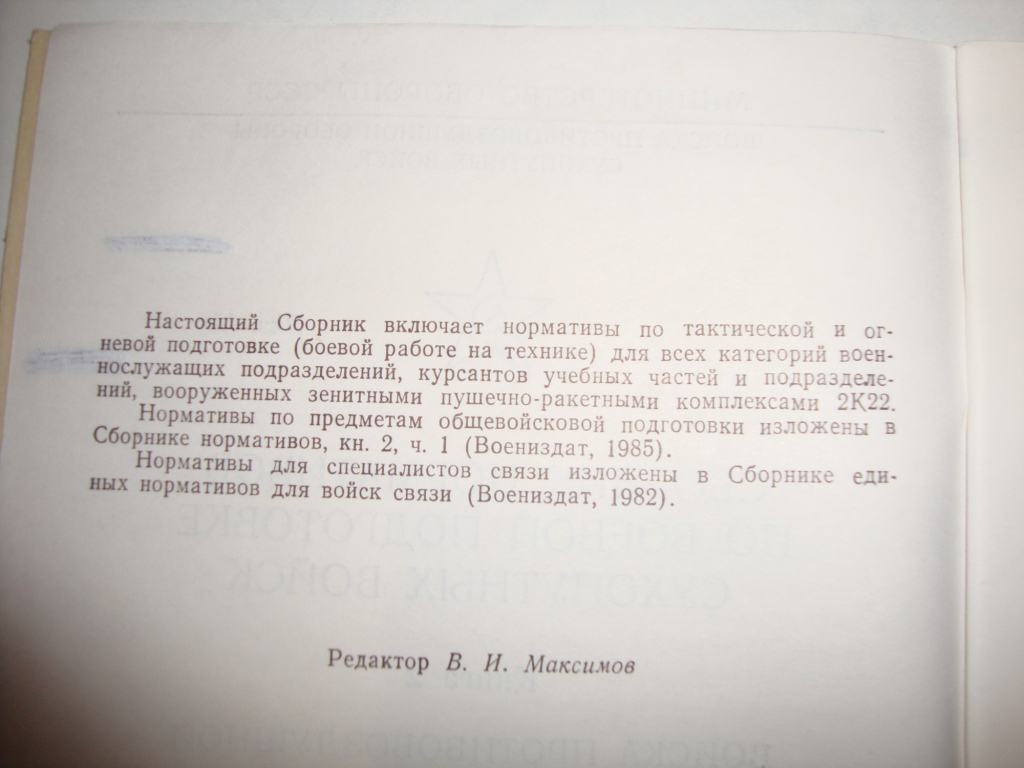 Настоящий Сборник включает нормативы по тактической и ог-
невой подготовке (боевой работе на технике) для всех категорий воен-
нослужащих подразделений, курсантов учебных частей и подразделе-
ний, вооруженных зенитными пушечно-ракетными комплексами 2К22.
Нормативы по предметам общевойсковой подготовки изложены в
Сборнике нормативов, кн. 2, ч. 1 (Воениздат, 1985).
Нормативы для специалистов связи изложены в Сборнике еди-
ных нормативов для войск связи (Воениздат, 1982).
Редактор В. И. Максимов